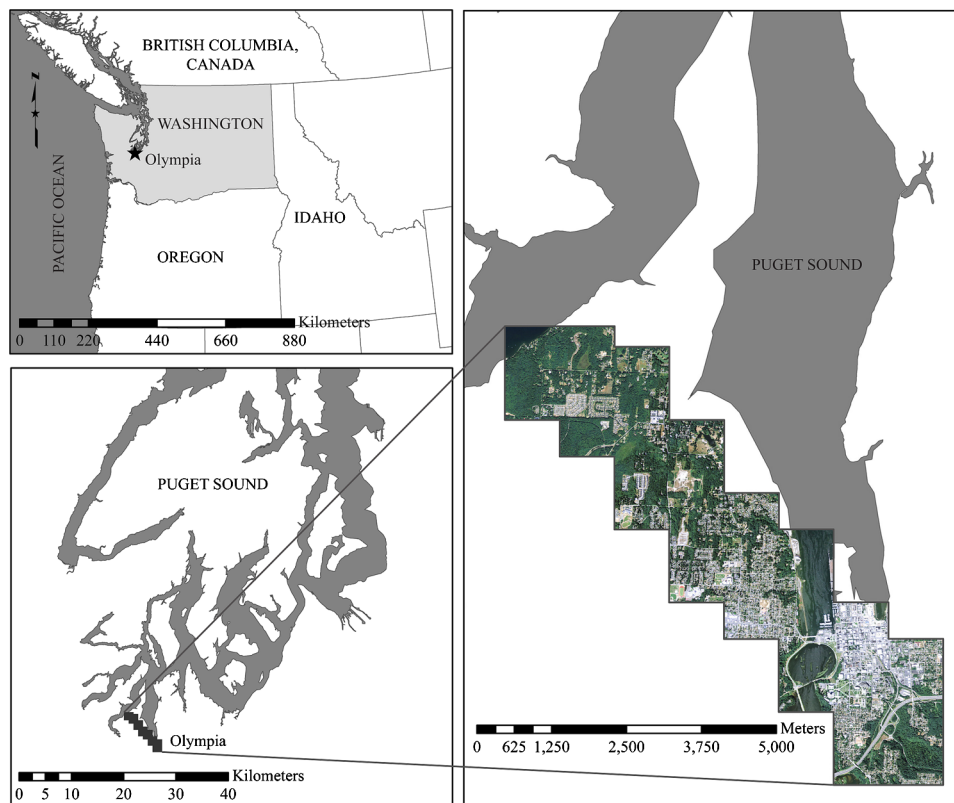 BRITISH COLUMBIA,
CANADA
N
WASHINGTON
Olympia
PACIFIC OCEAN
IDAHO
OREGON
Kilometers
0 110 220 440 660 880
PUGET SOUND
Olympia
Kilometers
0 5 10 20 30 40
PUGET SOUND
Meters
0 625 1,250 2,500 3,750 5,000